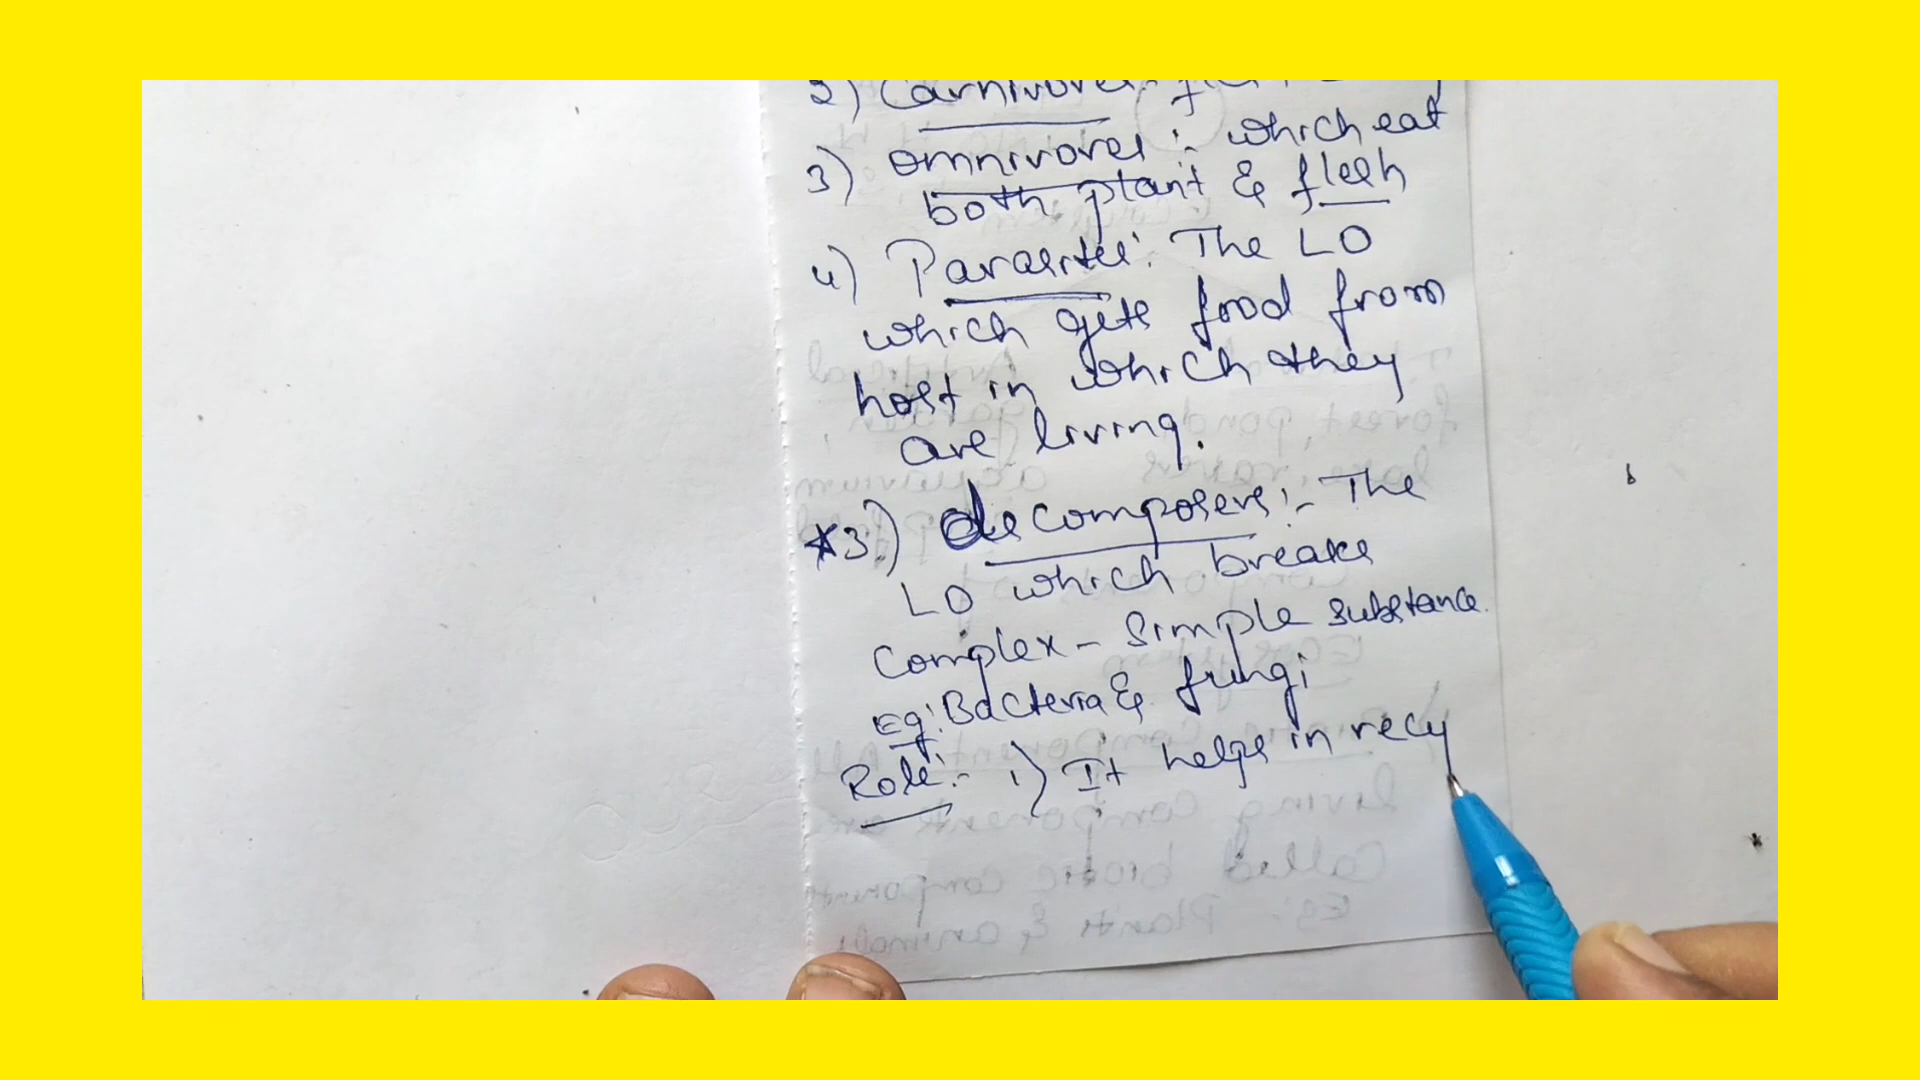 2) Carnivores:-
3) omnivores :- which eat
both plant & flesh
4) Parasites: The LO
which gets food from
host in which they
are living.
*3) decomposers:- The
LO which breaks
Complex - Simple substance.
Eg: Bacteria & fungi
Role:- 1) It helps in recy